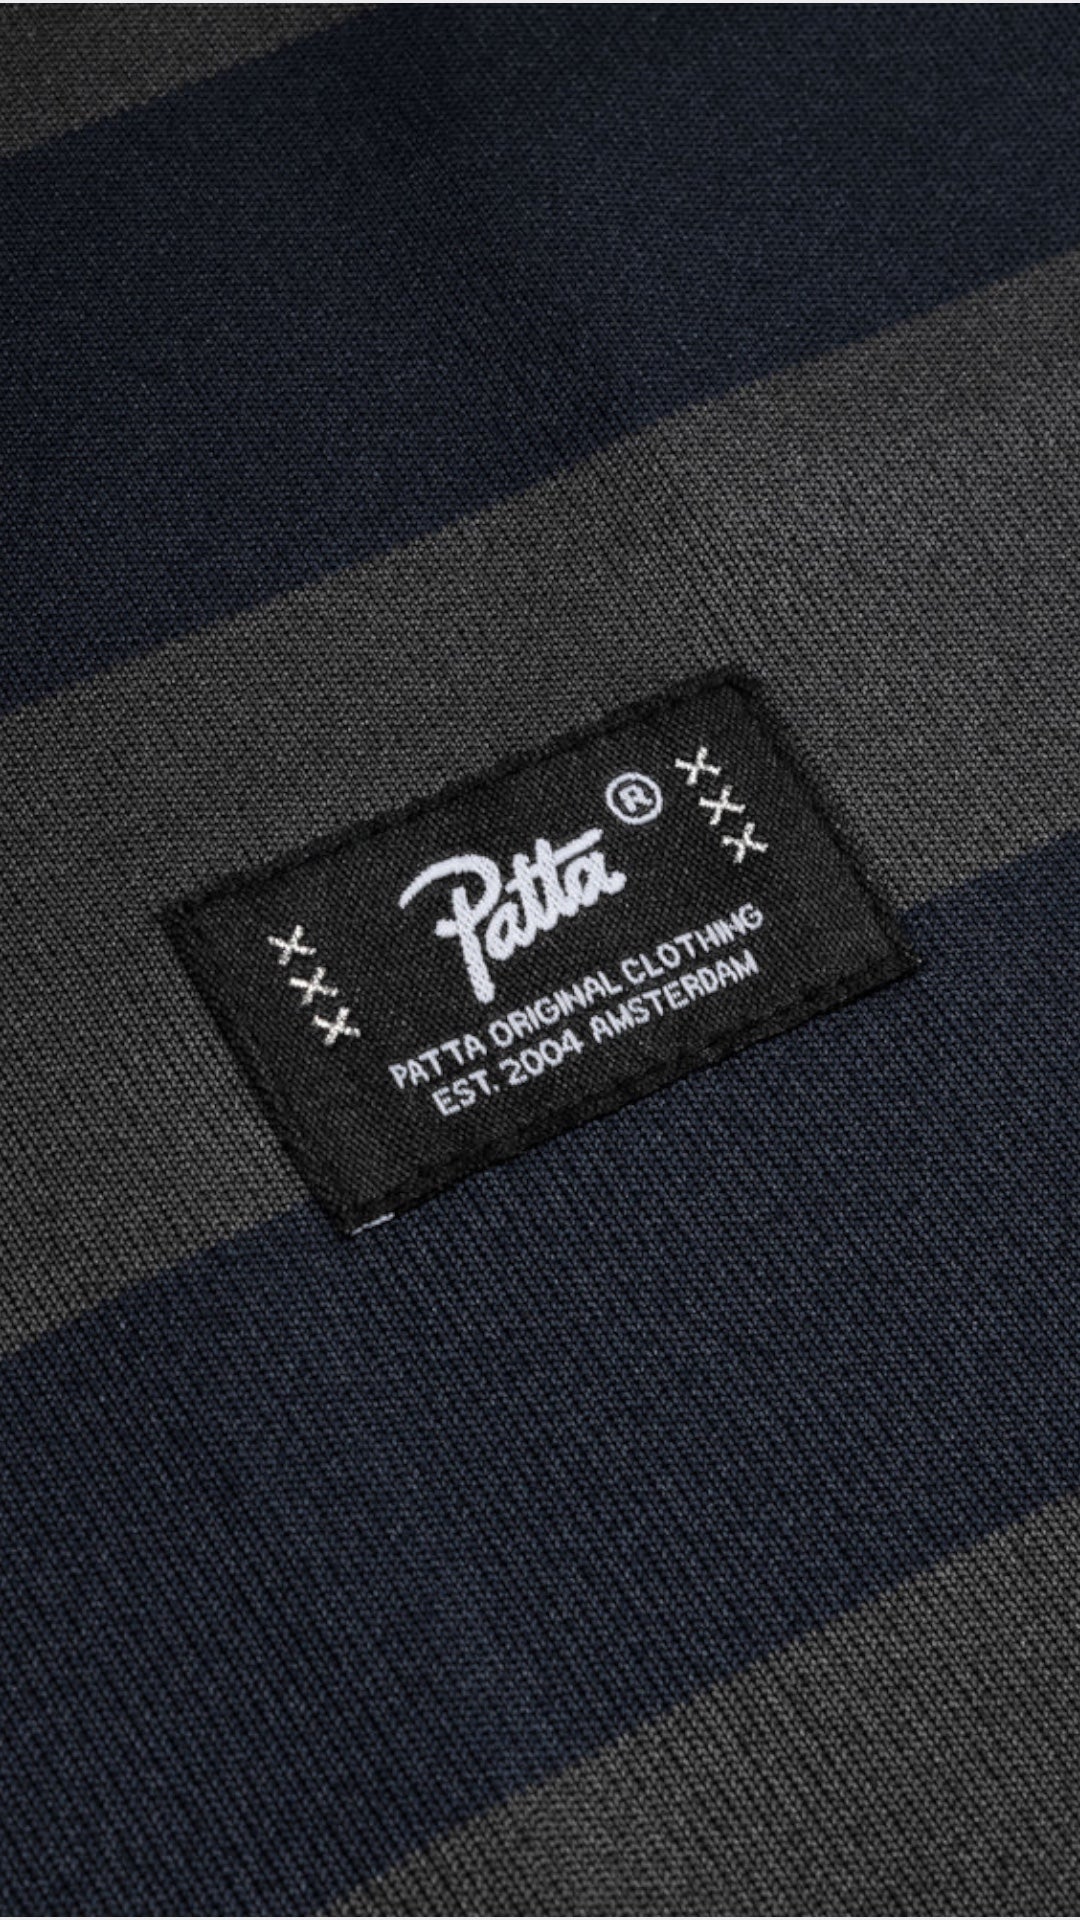 Patta ®
PATTA ORIGINAL CLOTHING
EST. 2004 AMSTERDAM